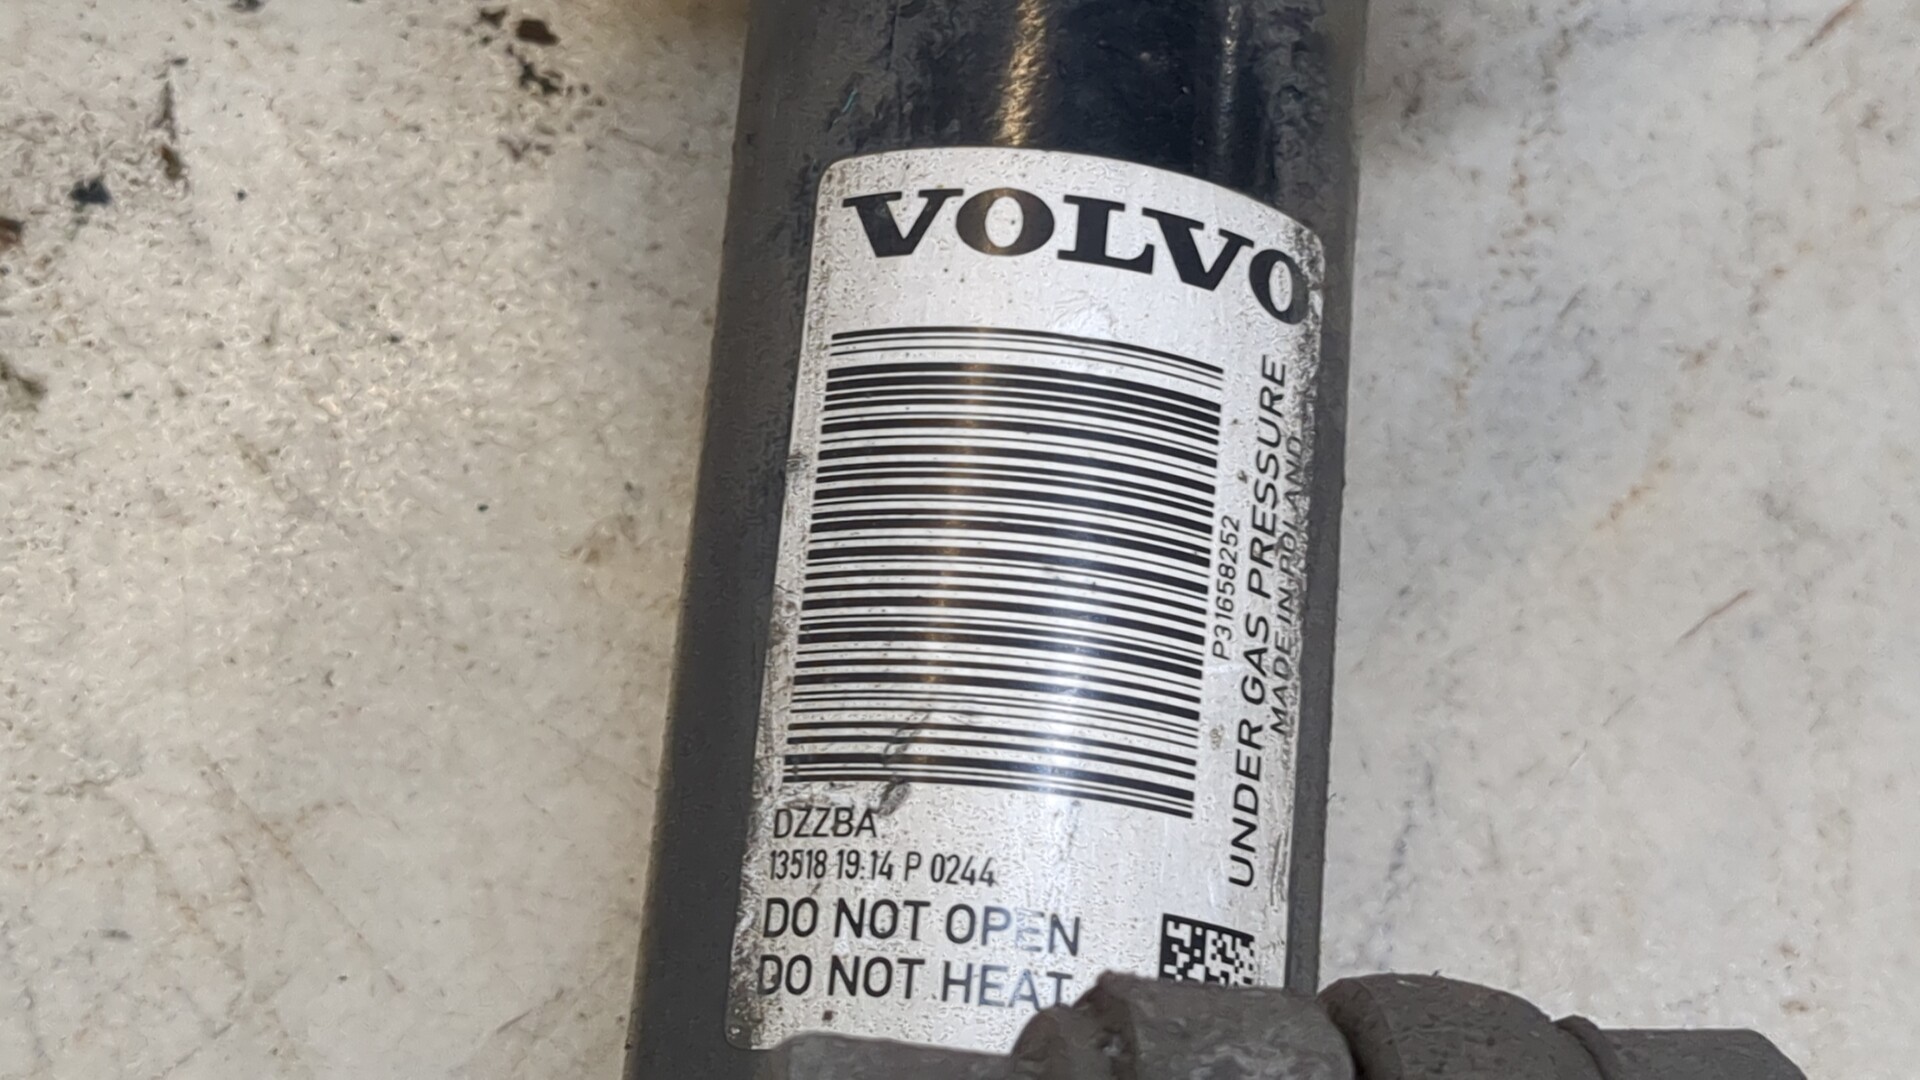 VOLVO
P31658252
UNDER GAS PRESSURE
MADE IN POLAND
DZZBA
13518 19:14 P 0244
DO NOT OPEN
DO NOT HEAT